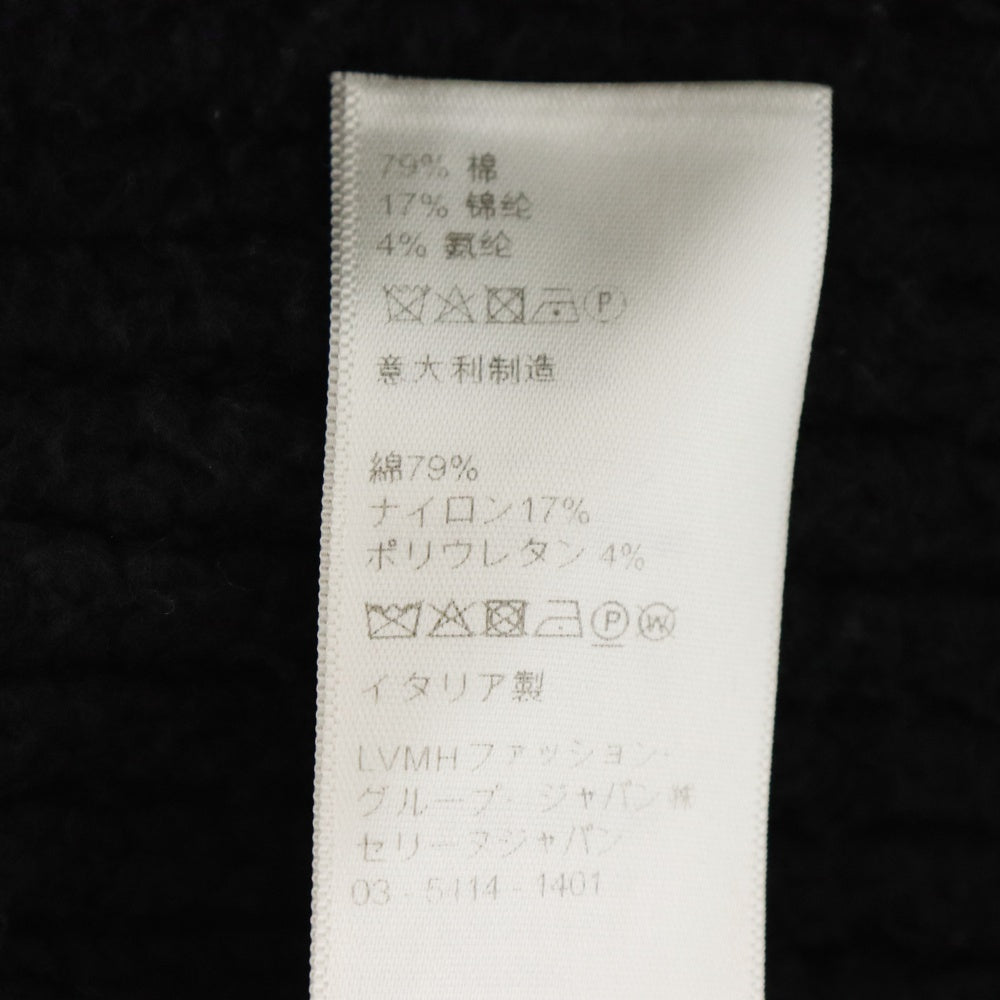 79% 棉
17% 锦纶
4% 氨纶
P
意大利制造
綿79%
ナイロン17%
ポリウレタン 4%
P W
イタリア製
LVMHファッション・
グループ・ジャパン㈱
セリーヌジャパン
03 - 5414 - 1401